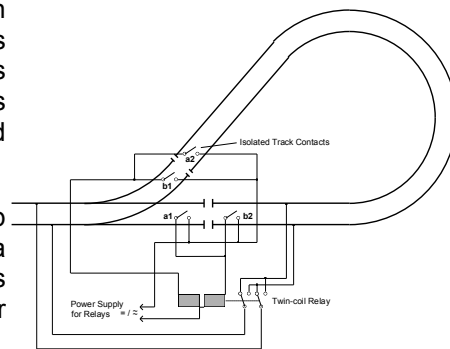 n
s
s
s
d
o
a
s
r
a2
Isolated Track Contacts
b1
a1
b2
Power Supply
for Relays = / ≈
Twin-coil Relay